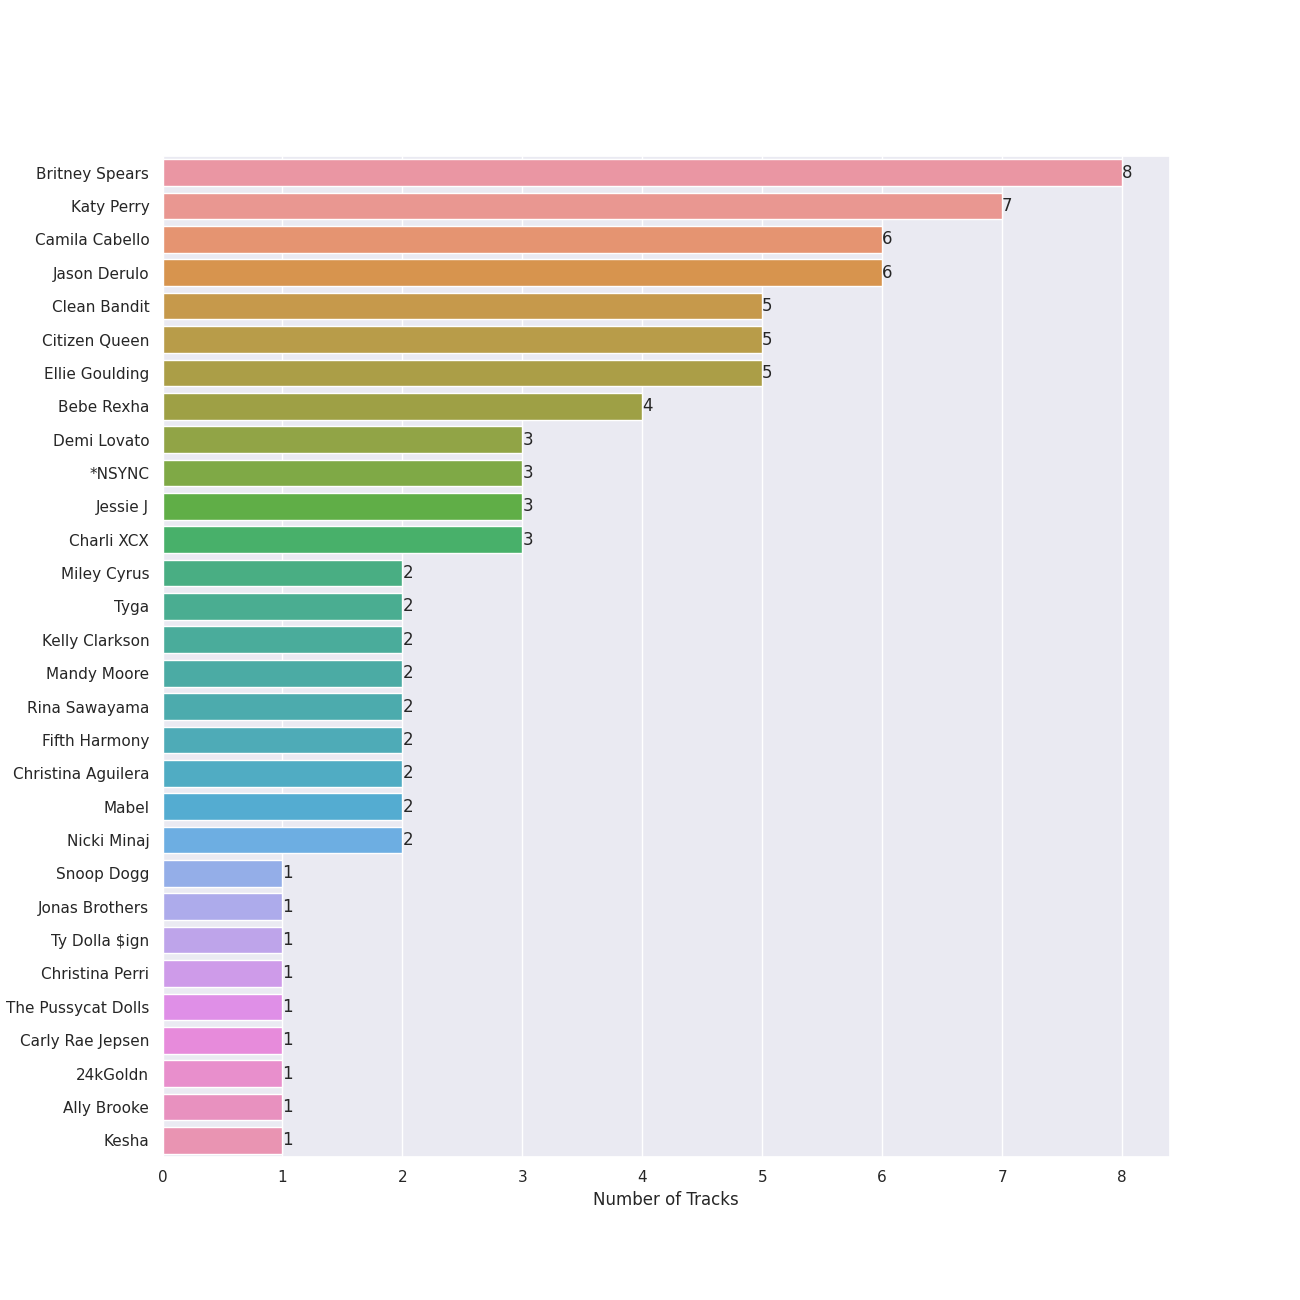 Britney Spears 8
Katy Perry 7
Camila Cabello 6
Jason Derulo 6
Clean Bandit 5
Citizen Queen 5
Ellie Goulding 5
Bebe Rexha 4
Demi Lovato 3
*NSYNC 3
Jessie J 3
Charli XCX 3
Miley Cyrus 2
Tyga 2
Kelly Clarkson 2
Mandy Moore 2
Rina Sawayama 2
Fifth Harmony 2
Christina Aguilera 2
Mabel 2
Nicki Minaj 2
Snoop Dogg 1
Jonas Brothers 1
Ty Dolla $ign 1
Christina Perri 1
The Pussycat Dolls 1
Carly Rae Jepsen 1
24kGoldn 1
Ally Brooke 1
Kesha 1
0 1 2 3 4 5 6 7 8
Number of Tracks